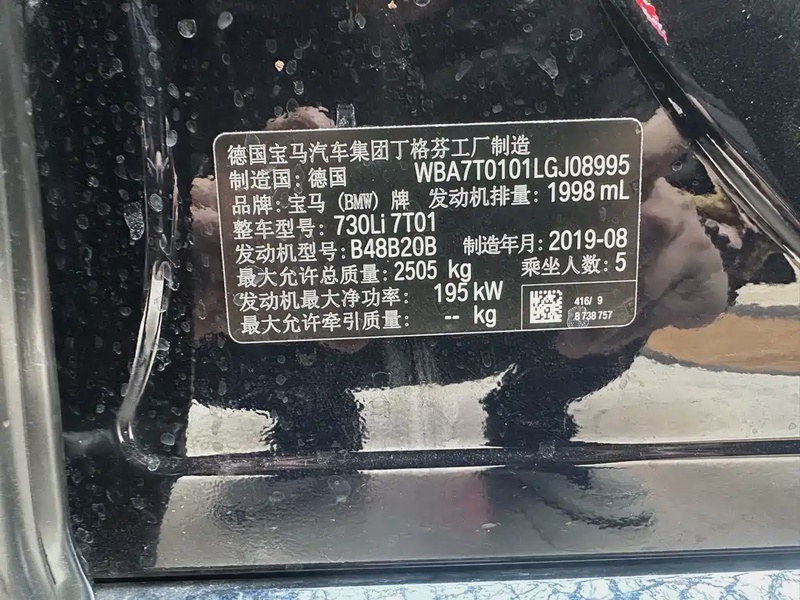 德国宝马汽车集团丁格芬工厂制造
制造国：德国 WBA7T0101LGJ08995
品牌：宝马（BMW）牌 发动机排量：1998 mL
整车型号：730Li 7T01
发动机型号：B48B20B 制造年月：2019-08
最大允许总质量：2505 kg 乘坐人数：5
发动机最大净功率： 195 kW
最大允许牵引质量： -- kg
416/ 9
8 738 757